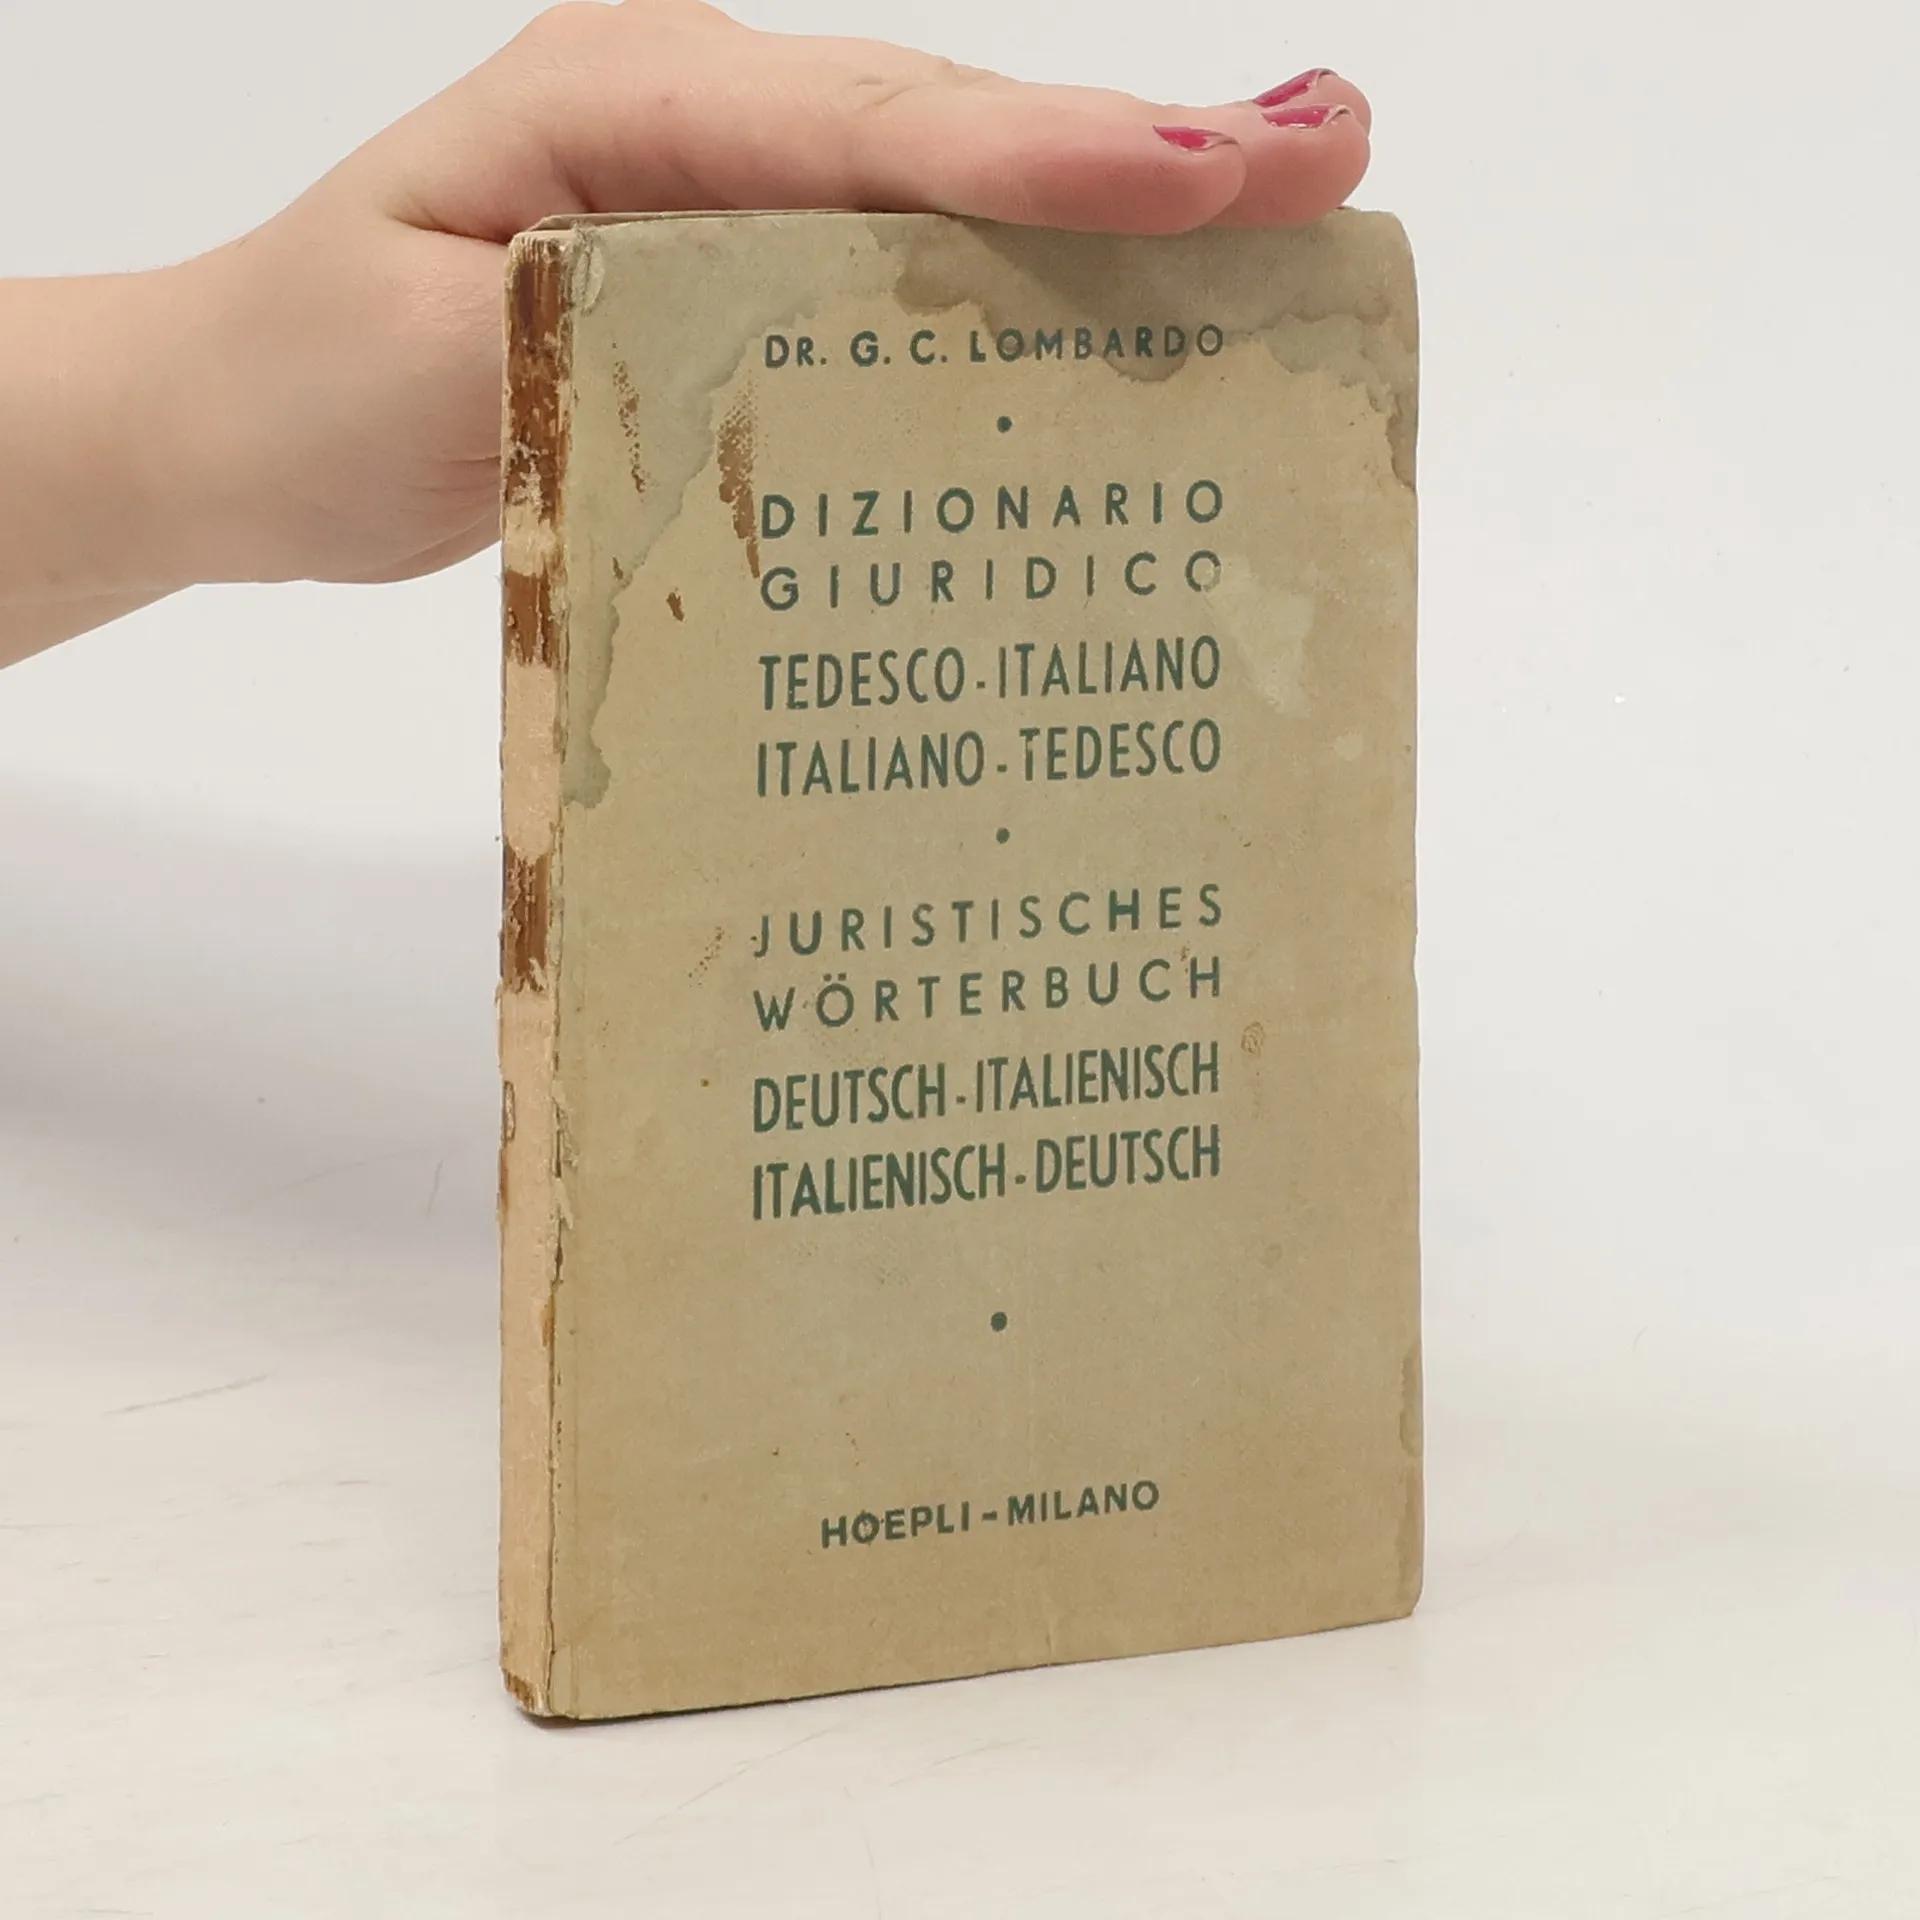 DR. G. C. LOMBARDO
DIZIONARIO
GIURIDICO
TEDESCO-ITALIANO
ITALIANO-TEDESCO
JURISTISCHES
WÖRTERBUCH
DEUTSCH-ITALIENISCH
ITALIENISCH-DEUTSCH
HOEPLI-MILANO